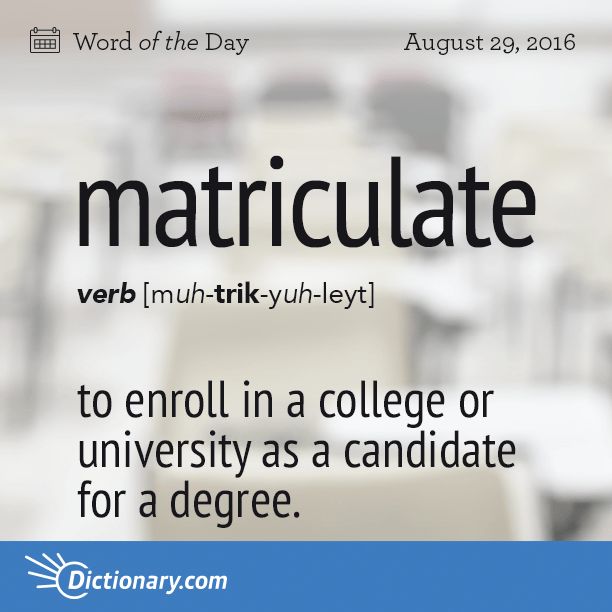 Word of the Day
August 29, 2016
matriculate
verb [muh-trik-yuh-leyt]
to enroll in a college or
university as a candidate
for a degree.
Dictionary.com